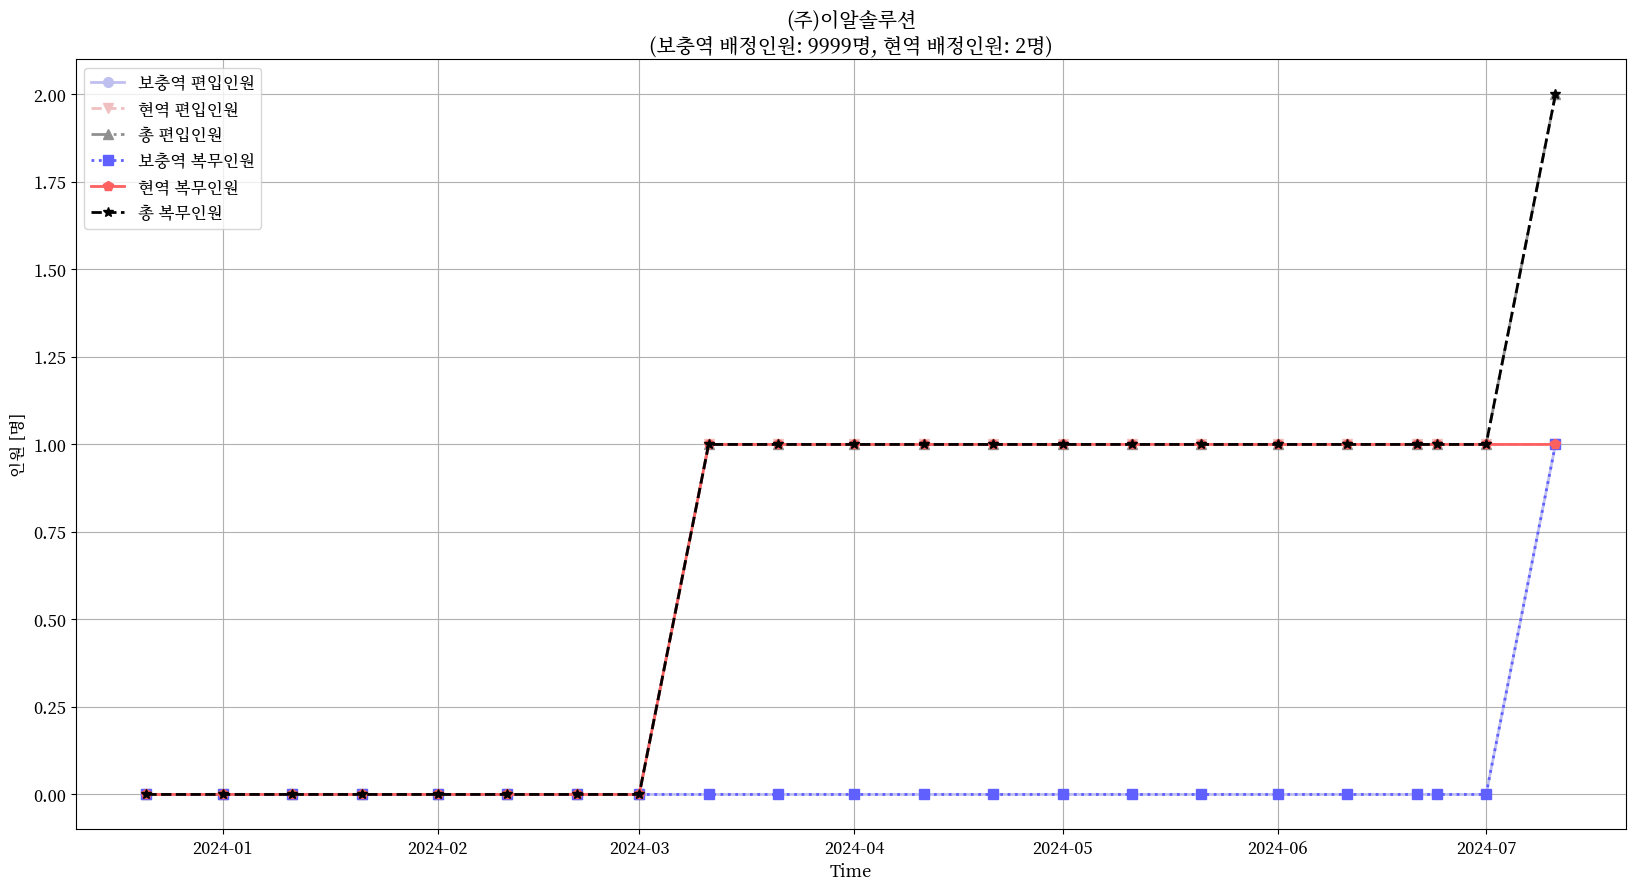 (주)이알솔루션
(보충역 배정인원: 9999명, 현역 배정인원: 2명)
보충역 편입인원
현역 편입인원
총 편입인원
보충역 복무인원
현역 복무인원
총 복무인원
2.00
1.75
1.50
1.25
1.00
0.75
0.50
0.25
0.00
인원 [명]
2024-01 2024-02 2024-03 2024-04 2024-05 2024-06 2024-07
Time